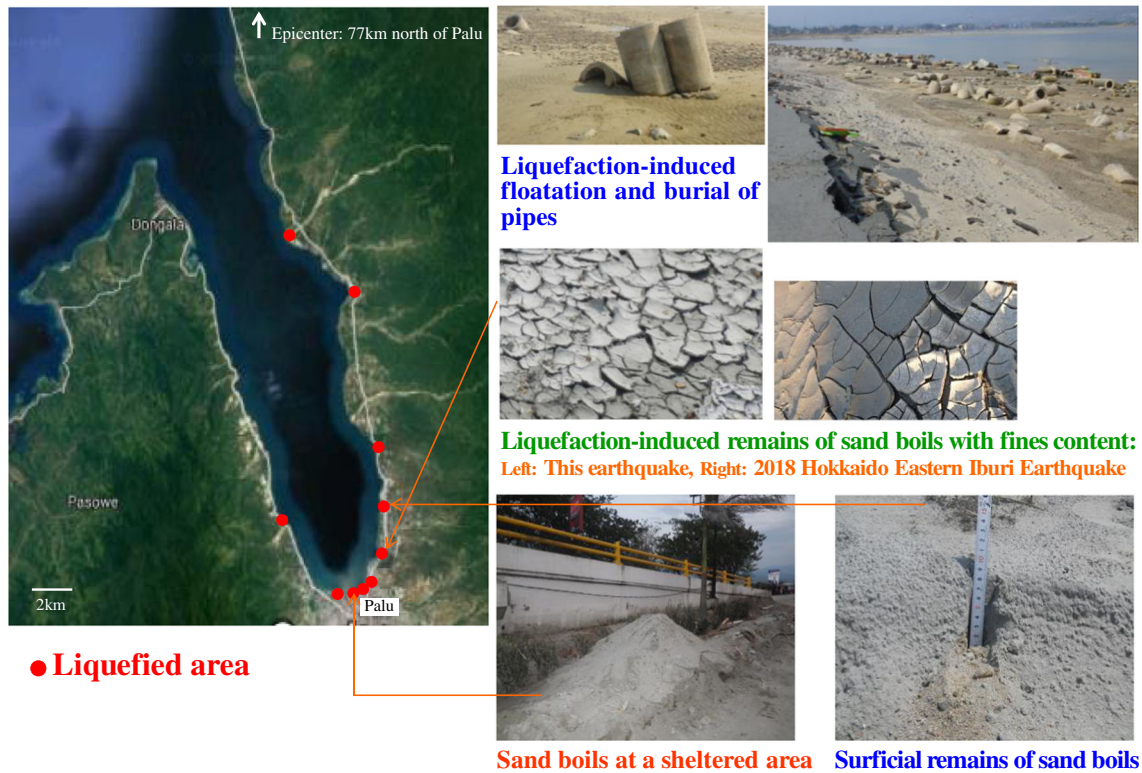 Epicenter: 77km north of Palu
Dongala
Pasowe
2km
Palu
Liquefied area
Liquefaction-induced
floatation and burial of
pipes
Liquefaction-induced remains of sand boils with fines content:
Left: This earthquake, Right: 2018 Hokkaido Eastern Iburi Earthquake
Sand boils at a sheltered area
Surficial remains of sand boils